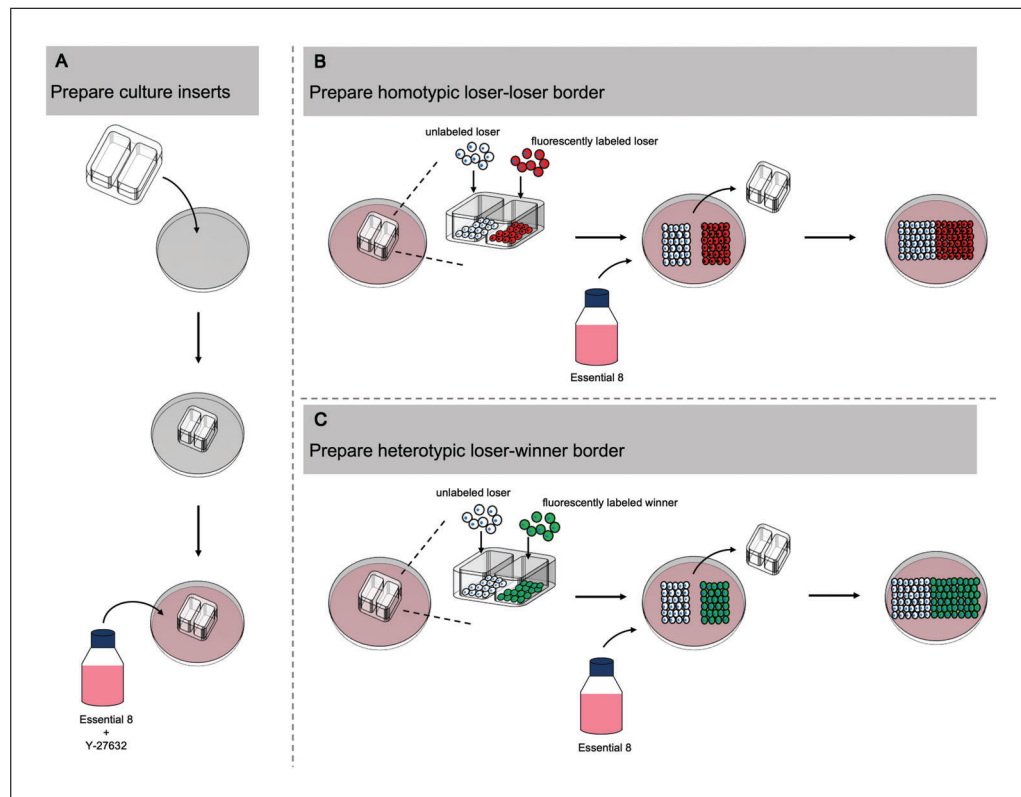 A
Prepare culture inserts
Essential 8
+
Y-27632
B
Prepare homotypic loser-loser border
unlabeled loser
fluorescently labeled loser
Essential 8
C
Prepare heterotypic loser-winner border
unlabeled loser
fluorescently labeled winner
Essential 8